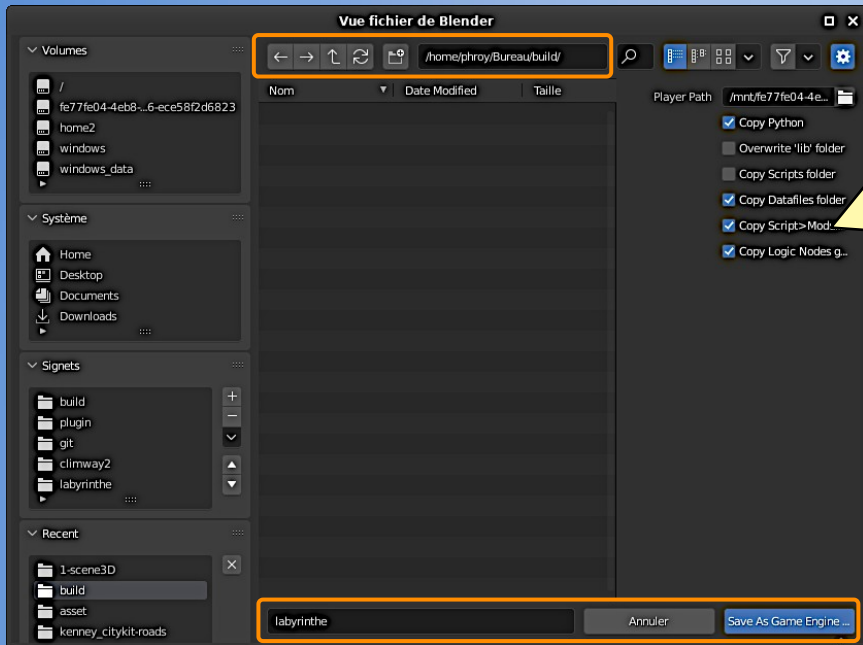 Vue fichier de Blender
Volumes
/
fe77fe04-4eb8-..6-ece58f2d6823
home2
windows
windows_data
Système
Home
Desktop
Documents
Downloads
Signets
build
plugin
git
climway2
labyrinthe
Recent
1-scene3D
build
asset
kenney_citykit-roads
/home/phroy/Bureau/build/
Nom Date Modified Taille
labyrinthe Annuler Save As Game Engine ...
Player Path /mnt/fe77fe04-4e...
Copy Python
Overwrite 'lib' folder
Copy Scripts folder
Copy Datafiles folder
Copy Script>Mod...
Copy Logic Nodes g...